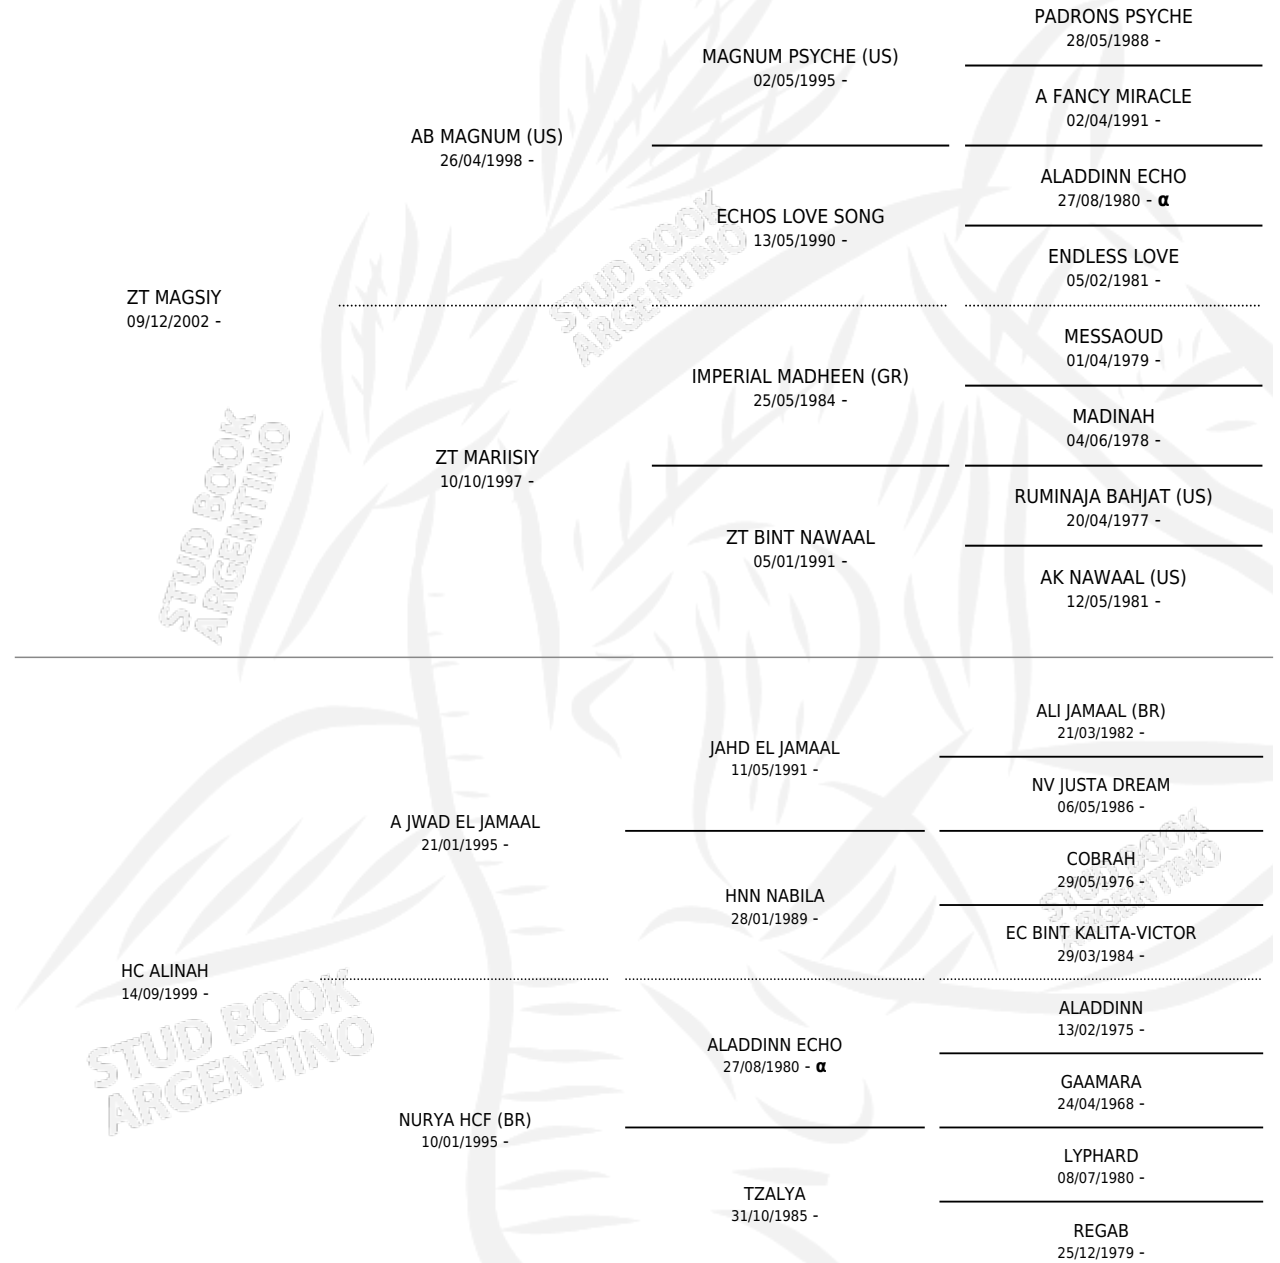 PADRONS PSYCHE
28/05/1988 -
MAGNUM PSYCHE (US)
02/05/1995 -
A FANCY MIRACLE
02/04/1991 -
AB MAGNUM (US)
26/04/1998 -
ALADDINN ECHO
27/08/1980 - α
ECHOS LOVE SONG
13/05/1990 -
ENDLESS LOVE
05/02/1981 -
ZT MAGSIY
09/12/2002 -
MESSAOUD
01/04/1979 -
IMPERIAL MADHEEN (GR)
25/05/1984 -
MADINAH
04/06/1978 -
ZT MARIISIY
10/10/1997 -
RUMINAJA BAHJAT (US)
20/04/1977 -
ZT BINT NAWAAL
05/01/1991 -
AK NAWAAL (US)
12/05/1981 -
ALI JAMAAL (BR)
21/03/1982 -
JAHD EL JAMAAL
11/05/1991 -
NV JUSTA DREAM
06/05/1986 -
A JWAD EL JAMAAL
21/01/1995 -
COBRAH
29/05/1976 -
HNN NABILA
28/01/1989 -
EC BINT KALITA-VICTOR
29/03/1984 -
HC ALINAH
14/09/1999 -
ALADDINN
13/02/1975 -
ALADDINN ECHO
27/08/1980 - α
GAAMARA
24/04/1968 -
NURYA HCF (BR)
10/01/1995 -
LYPHARD
08/07/1980 -
TZALYA
31/10/1985 -
REGAB
25/12/1979 -
STUD BOOK
ARGENTINO
STUD BOOK
ARGENTINO
STUD BOOK
ARGENTINO
STUD BOOK
ARGENTINO